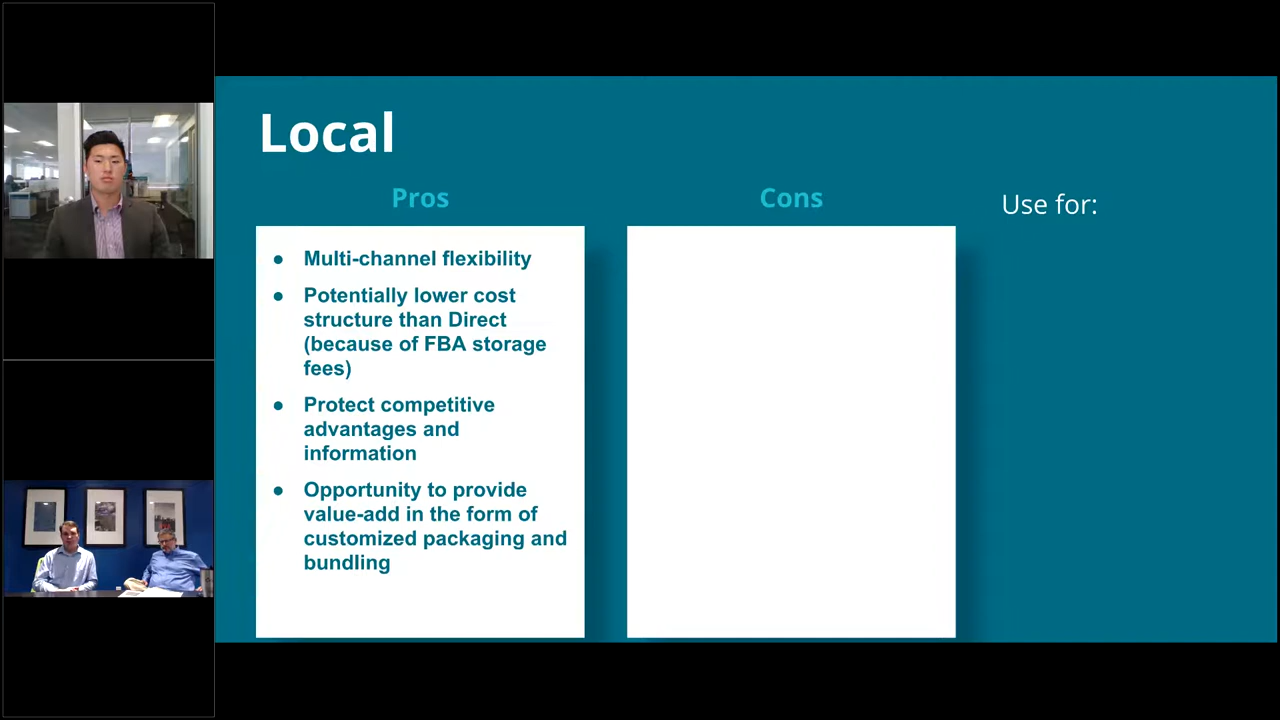 Local
Pros
● Multi-channel flexibility
● Potentially lower cost
structure than Direct
(because of FBA storage
fees)
● Protect competitive
advantages and
information
● Opportunity to provide
value-add in the form of
customized packaging and
bundling
Cons
Use for: